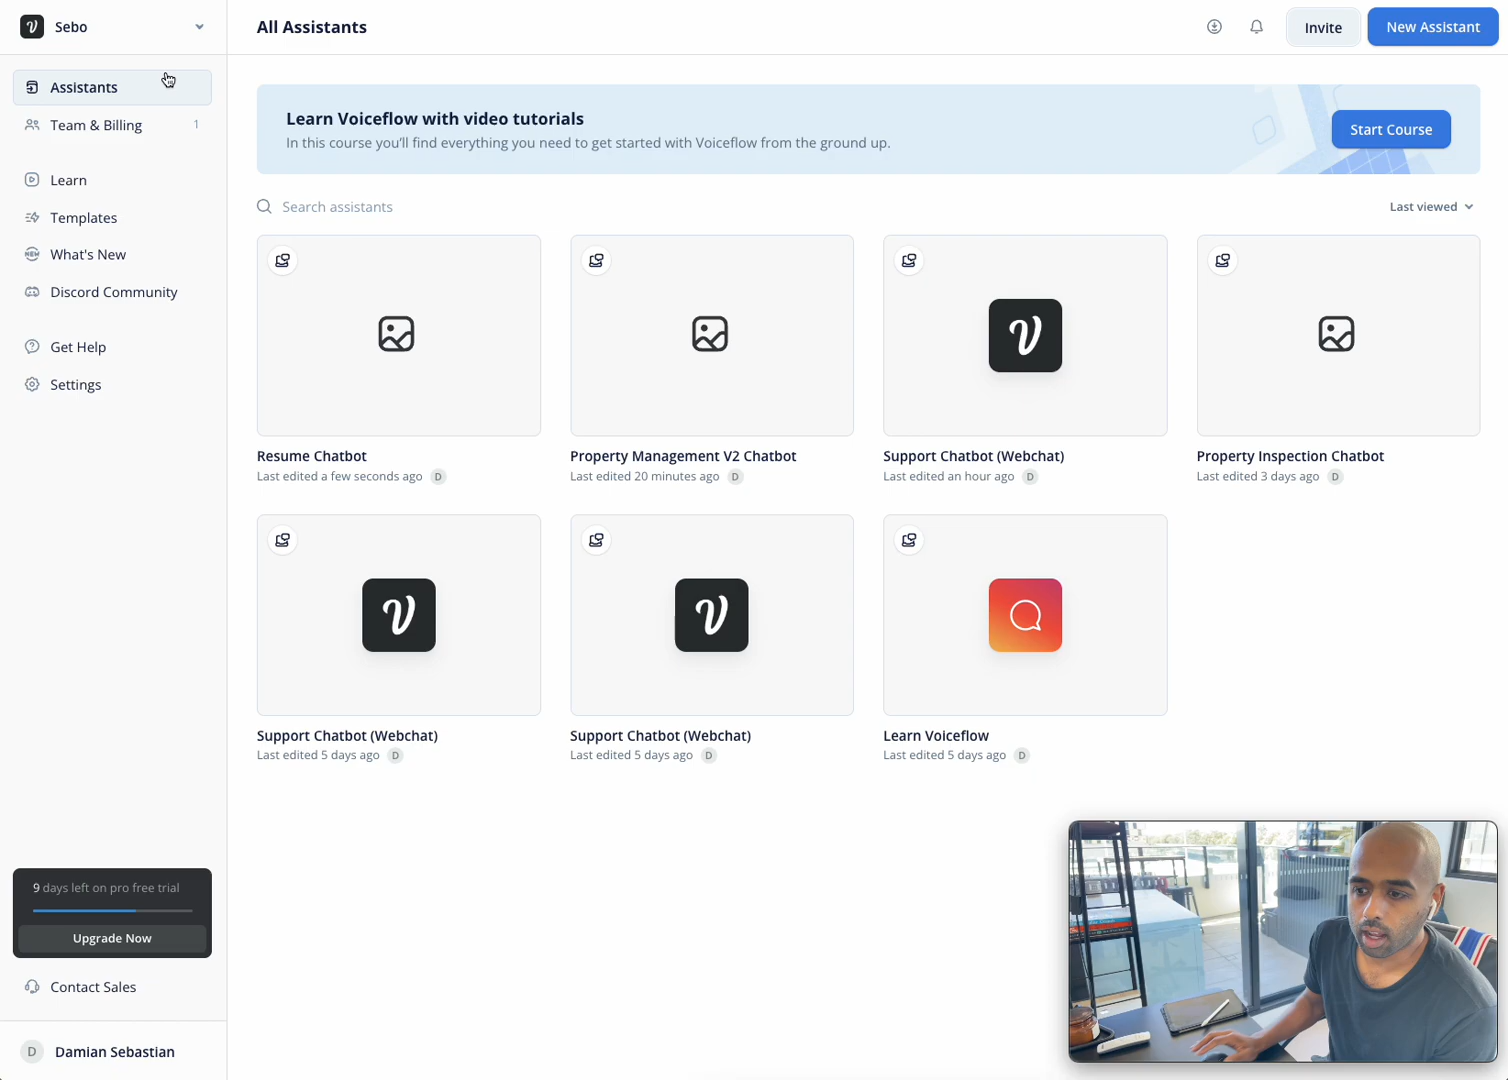 Sebo
All Assistants
Invite
New Assistant
Assistants
Team & Billing 1
Learn
Templates
What's New
Discord Community
Get Help
Settings
Learn Voiceflow with video tutorials
In this course you'll find everything you need to get started with Voiceflow from the ground up.
Start Course
Search assistants
Last viewed
Resume Chatbot
Last edited a few seconds ago D
Property Management V2 Chatbot
Last edited 20 minutes ago D
Support Chatbot (Webchat)
Last edited an hour ago D
Property Inspection Chatbot
Last edited 3 days ago D
Support Chatbot (Webchat)
Last edited 5 days ago D
Support Chatbot (Webchat)
Last edited 5 days ago D
Learn Voiceflow
Last edited 5 days ago D
9 days left on pro free trial
Upgrade Now
Contact Sales
D Damian Sebastian